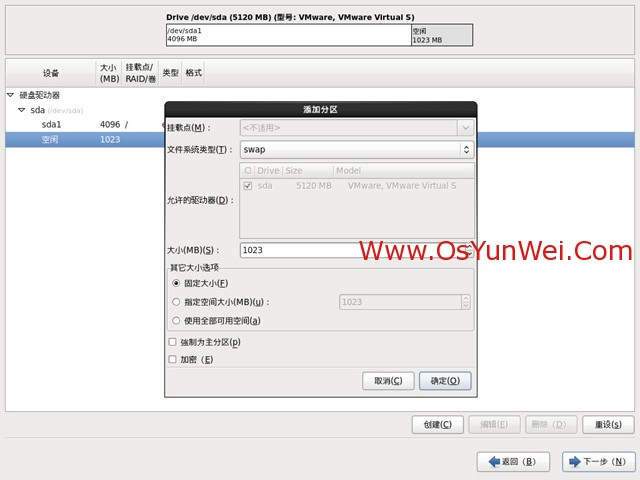 Drive /dev/sda (5120 MB) (型号: VMware, VMware Virtual S)
/dev/sda1
4096 MB
空闲
1023 MB
设备
大小
(MB)
挂载点/
RAID/卷
类型
格式
硬盘驱动器
sda (/dev/sda)
sda1 4096 /
空闲 1023
添加分区
挂载点(M)：
<不适用>
文件系统类型(T)：
swap
Drive Size Model
sda 5120 MB VMware, VMware Virtual S
允许的驱动器(D)：
大小(MB)(S)：
1023
Www.OsYunWei.Com
其它大小选项
固定大小(F)
指定空间大小(MB)(u)：
1023
使用全部可用空间(a)
强制为主分区(p)
加密（E)
取消(C)
确定(O)
创建(C)
编辑(E)
删除（D）
重设(s)
返回（B）
下一步（N）